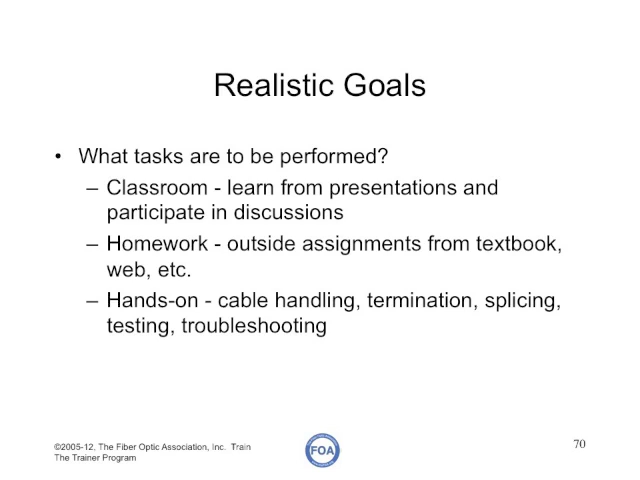 Realistic Goals
• What tasks are to be performed?
– Classroom - learn from presentations and
participate in discussions
– Homework - outside assignments from textbook,
web, etc.
– Hands-on - cable handling, termination, splicing,
testing, troubleshooting
©2005-12, The Fiber Optic Association, Inc. Train
The Trainer Program
FOA
70